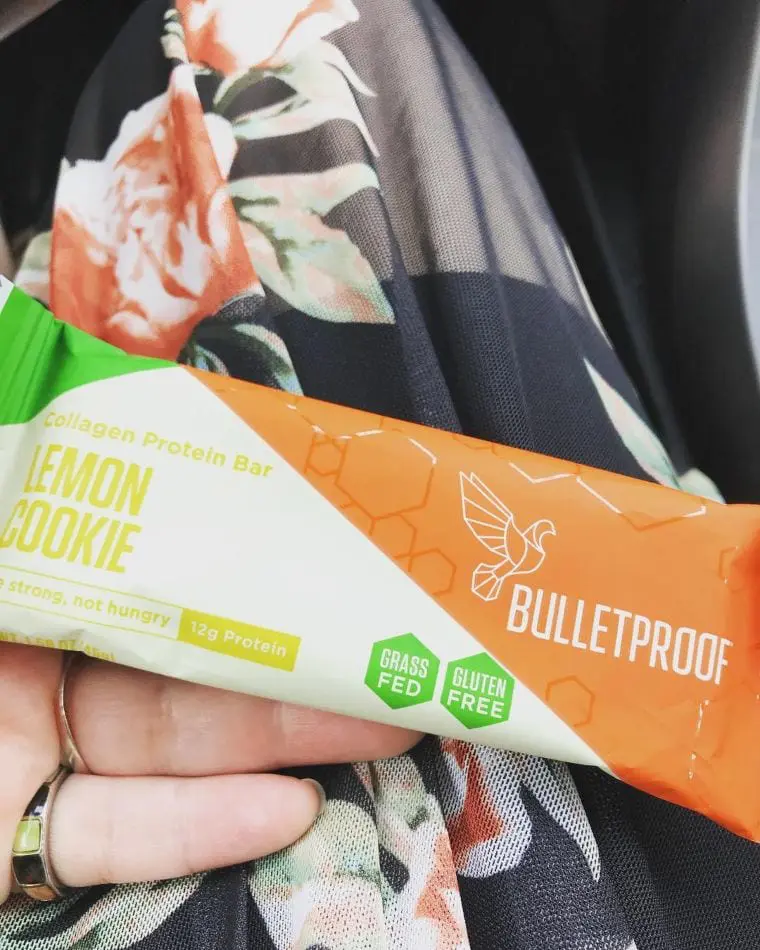 Collagen Protein Bar
LEMON
COOKIE
strong, not hungry
12g Protein
GRASS
FED
GLUTEN
FREE
BULLETPROOF